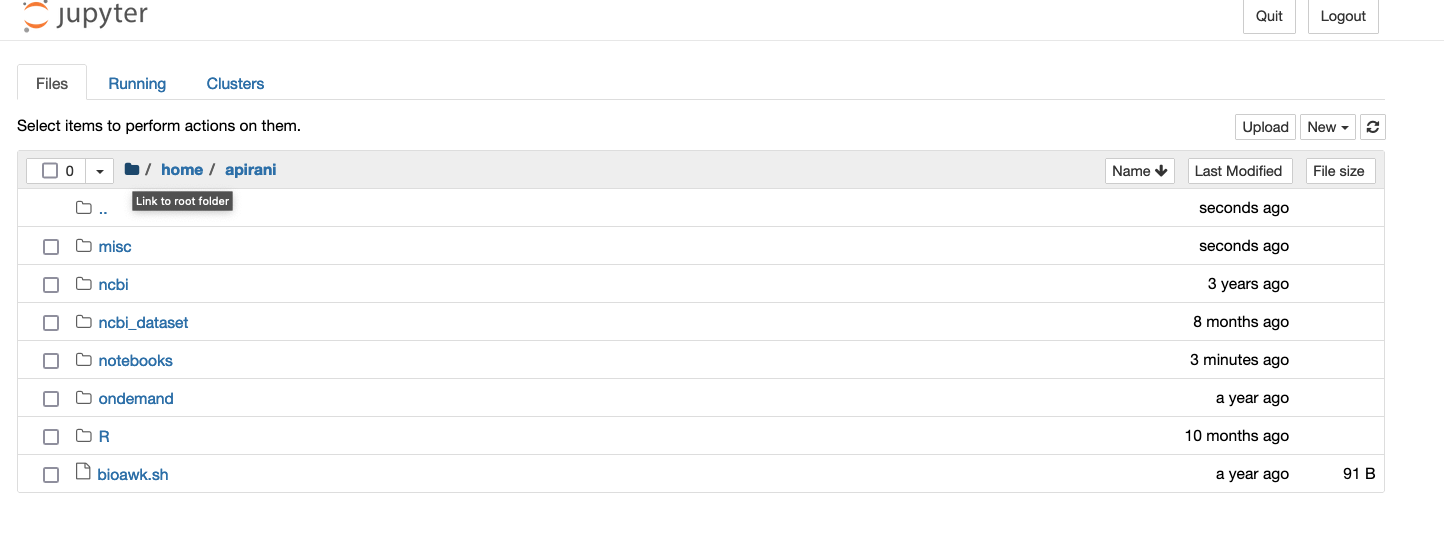 jupyter
Quit Logout
Files Running Clusters
Select items to perform actions on them.
Upload New
0 / home / apirani Name Last Modified File size
Link to root folder
.. seconds ago
misc seconds ago
ncbi 3 years ago
ncbi_dataset 8 months ago
notebooks 3 minutes ago
ondemand a year ago
R 10 months ago
bioawk.sh a year ago 91 B